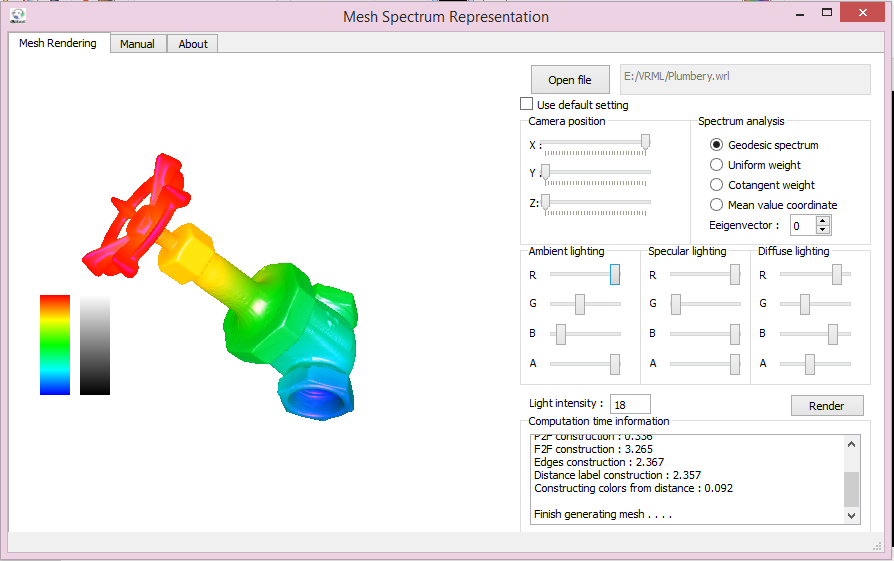 Mesh Spectrum Representation
Mesh Rendering
Manual
About
Open file
E:/VRML/Plumbery.wrl
Use default setting
Camera position
X :
Y :
Z:
Spectrum analysis
Geodesic spectrum
Uniform weight
Cotangent weight
Mean value coordinate
Eeigenvector :
0
Ambient lighting
R
G
B
A
Specular lighting
R
G
B
A
Diffuse lighting
R
G
B
A
Light intensity :
18
Render
Computation time information
P2F construction : 0.336
F2F construction : 3.265
Edges construction : 2.367
Distance label construction : 2.357
Constructing colors from distance : 0.092
Finish generating mesh . . . .